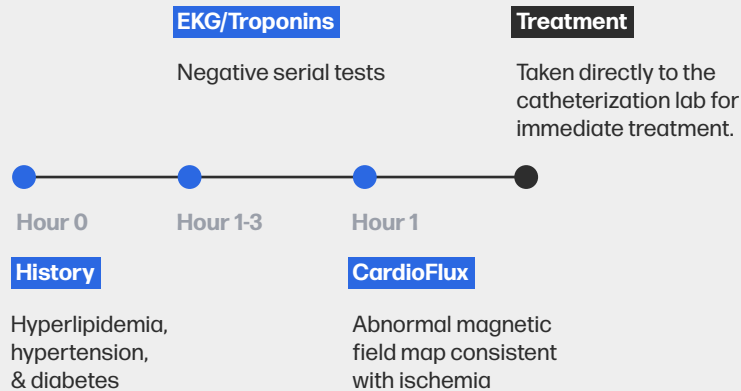 EKG/Troponins
Negative serial tests
Treatment
Taken directly to the
catheterization lab for
immediate treatment.
Hour 0
Hour 1-3
Hour 1
History
Hyperlipidemia,
hypertension,
& diabetes
CardioFlux
Abnormal magnetic
field map consistent
with ischemia